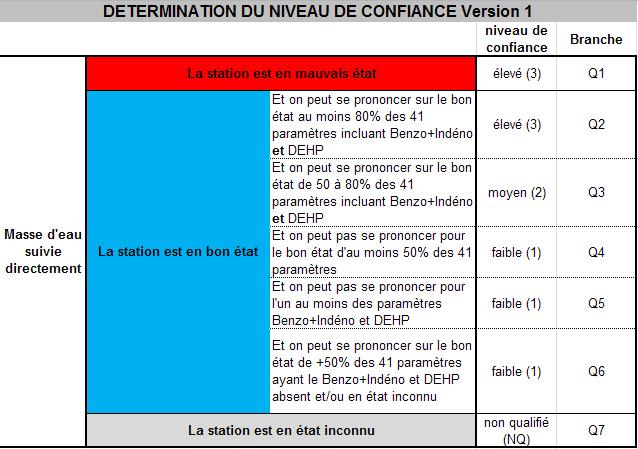 DETERMINATION DU NIVEAU DE CONFIANCE Version 1
niveau de
confiance
Branche
Masse d'eau
suivie
directement
La station est en mauvais état
élevé (3)
Q1
La station est en bon état
Et on peut se prononcer sur le bon
état au moins 80% des 41
paramètres incluant Benzo+Indéno
et DEHP
élevé (3)
Q2
Et on peut se prononcer sur le bon
état de 50 à 80% des 41
paramètres incluant Benzo+Indéno
et DEHP
moyen (2)
Q3
Et on peut pas se prononcer pour
le bon état d'au moins 50% des 41
paramètres
faible (1)
Q4
Et on peut pas se prononcer pour
l'un au moins des paramètres
Benzo+Indéno et DEHP
faible (1)
Q5
Et on peut se prononcer sur le bon
état de +50% des 41 paramètres
ayant le Benzo+Indéno et DEHP
absent et/ou en état inconnu
faible (1)
Q6
La station est en état inconnu
non qualifié
(NQ)
Q7